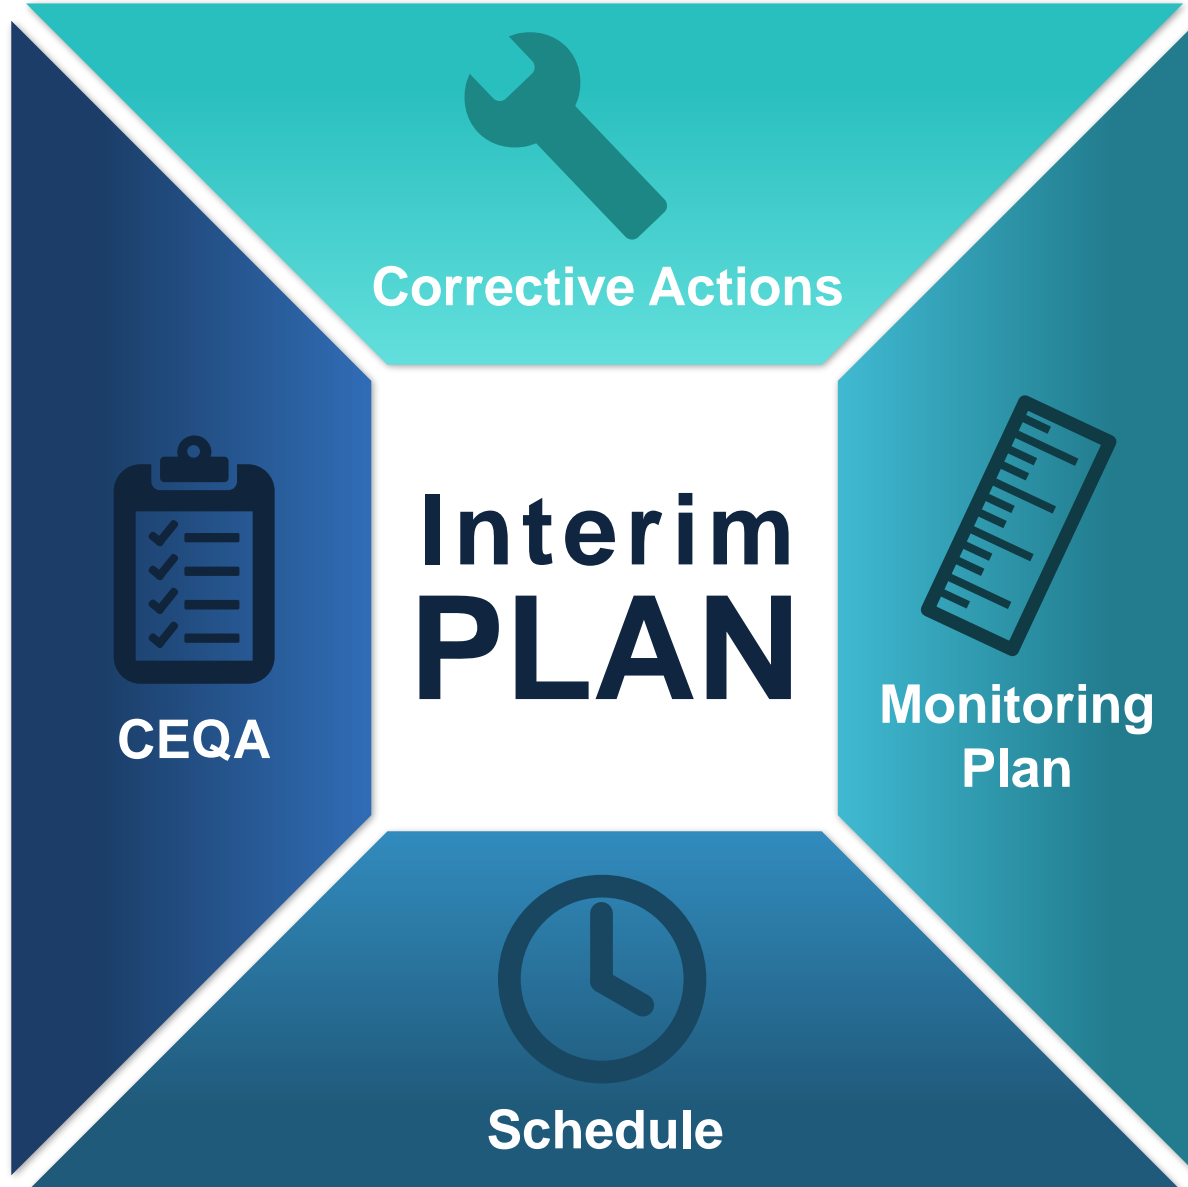 Corrective Actions
Interim
PLAN
CEQA
Monitoring
Plan
Schedule